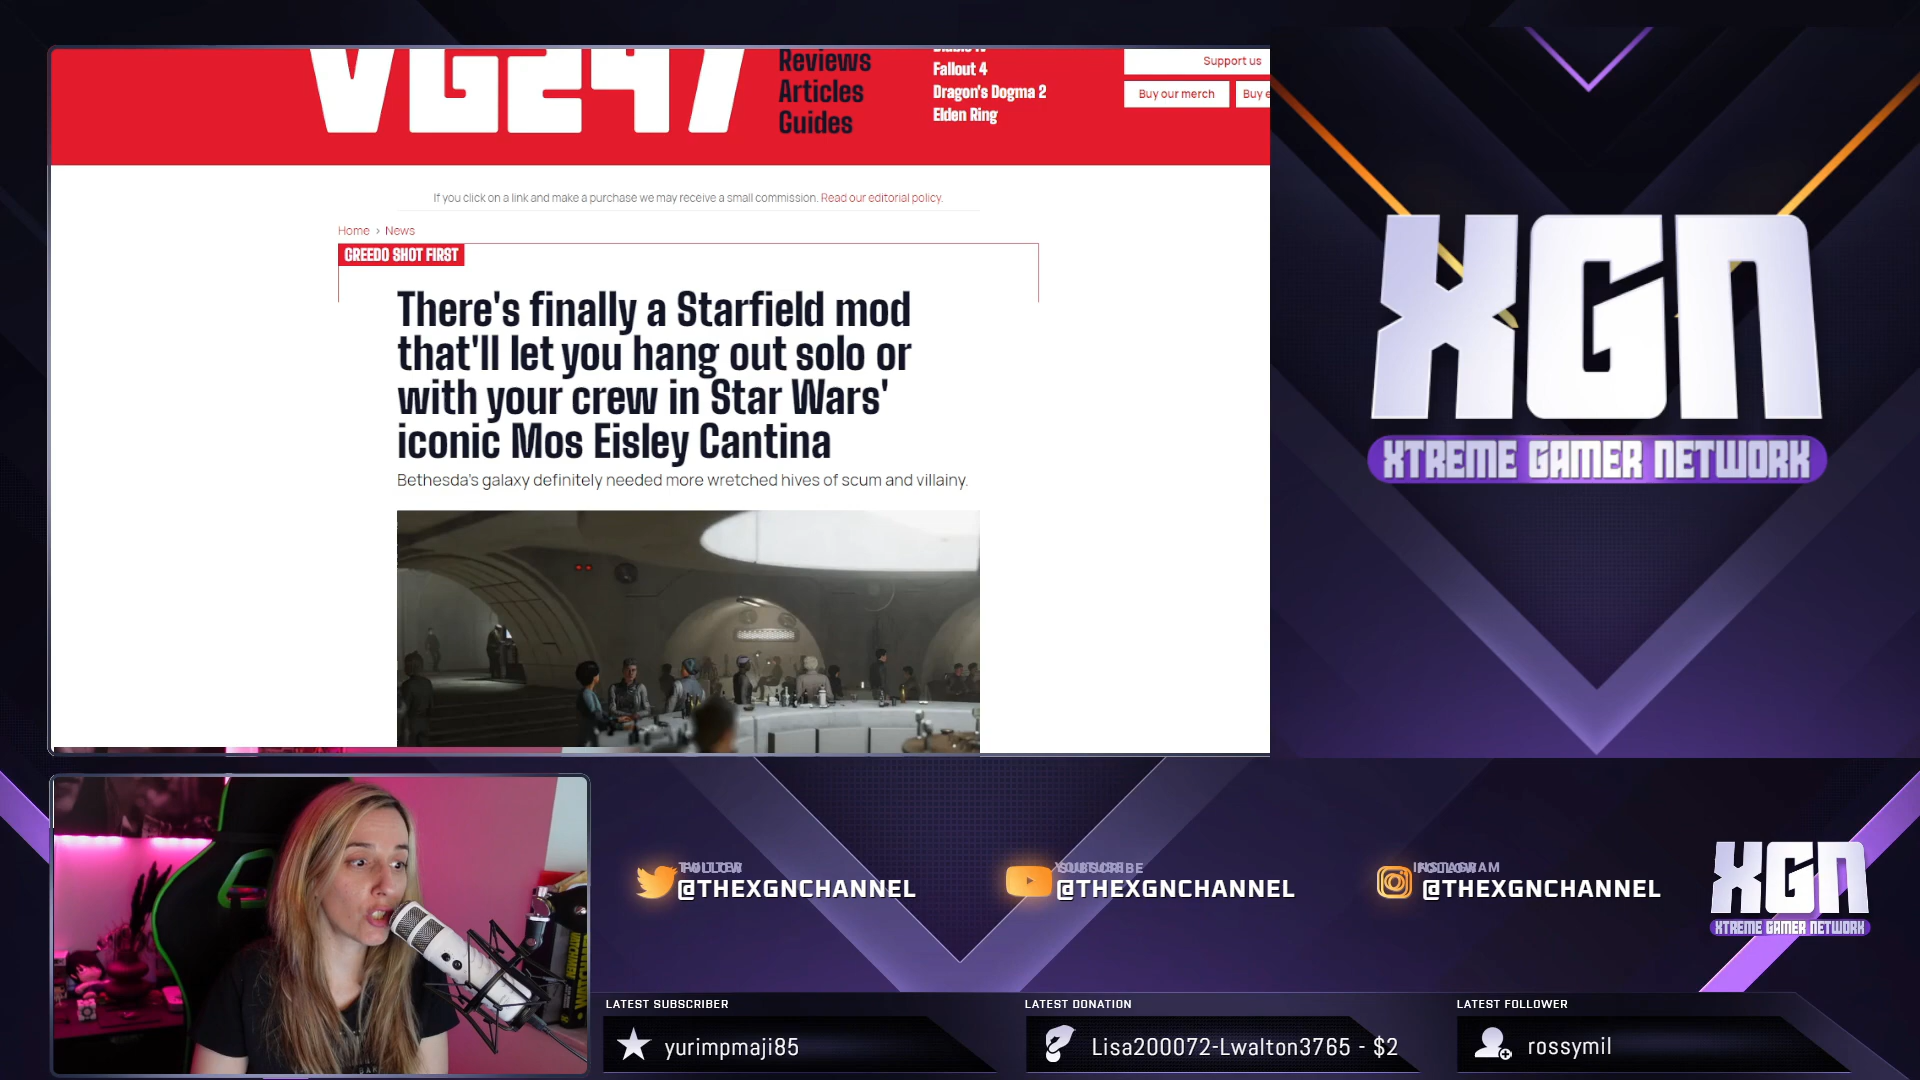 VG247
Reviews
Articles
Guides
Diablo IV
Fallout 4
Dragon's Dogma 2
Elden Ring
Support us
Buy our merch
Buy e
If you click on a link and make a purchase we may receive a small commission. Read our editorial policy.
Home › News
GREEDO SHOT FIRST
There's finally a Starfield mod
that'll let you hang out solo or
with your crew in Star Wars'
iconic Mos Eisley Cantina
Bethesda's galaxy definitely needed more wretched hives of scum and villainy.
XGN
XTREME GAMER NETWORK
@THEXGNCHANNEL
@THEXGNCHANNEL
@THEXGNCHANNEL
XGN
XTREME GAMER NETWORK
LATEST SUBSCRIBER
yurimpmaji85
LATEST DONATION
Lisa200072-Lwalton3765 - $2
LATEST FOLLOWER
rossymil